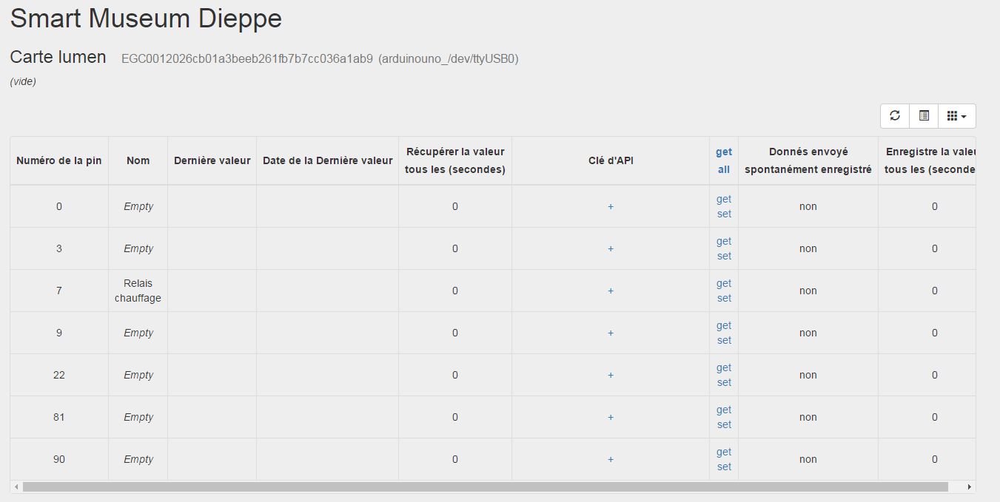 Smart Museum Dieppe
Carte lumen EGC0012026cb01a3beeb261fb7b7cc036a1ab9 (arduinouno_/dev/ttyUSB0)
(vide)
Numéro de la pin Nom Dernière valeur Date de la Dernière valeur Récupérer la valeur tous les (secondes) Clé d'API get all Donnés envoyé spontanément enregistré Enregistre la valeu tous les (seconde
0 Empty 0 + get set non 0
3 Empty 0 + get set non 0
7 Relais chauffage 0 + get set non 0
9 Empty 0 + get set non 0
22 Empty 0 + get set non 0
81 Empty 0 + get set non 0
90 Empty 0 + get set non 0